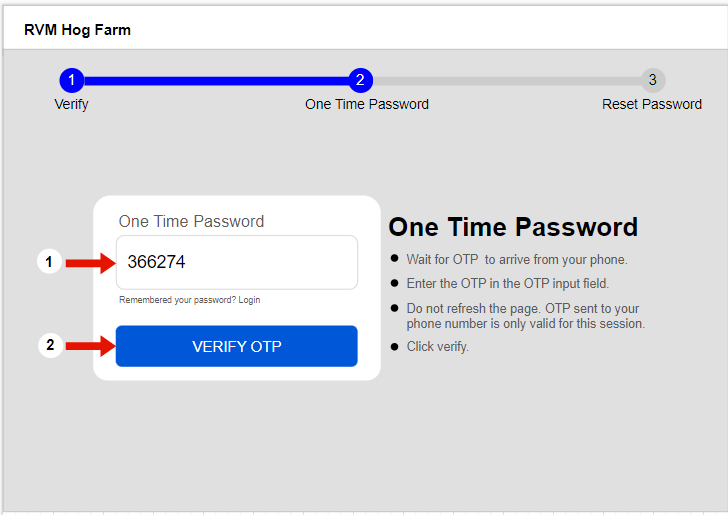 RVM Hog Farm
1
2
3
Verify
One Time Password
Reset Password
One Time Password
1
366274
Remembered your password? Login
2
VERIFY OTP
One Time Password
Wait for OTP to arrive from your phone.
Enter the OTP in the OTP input field.
Do not refresh the page. OTP sent to your
phone number is only valid for this session.
Click verify.